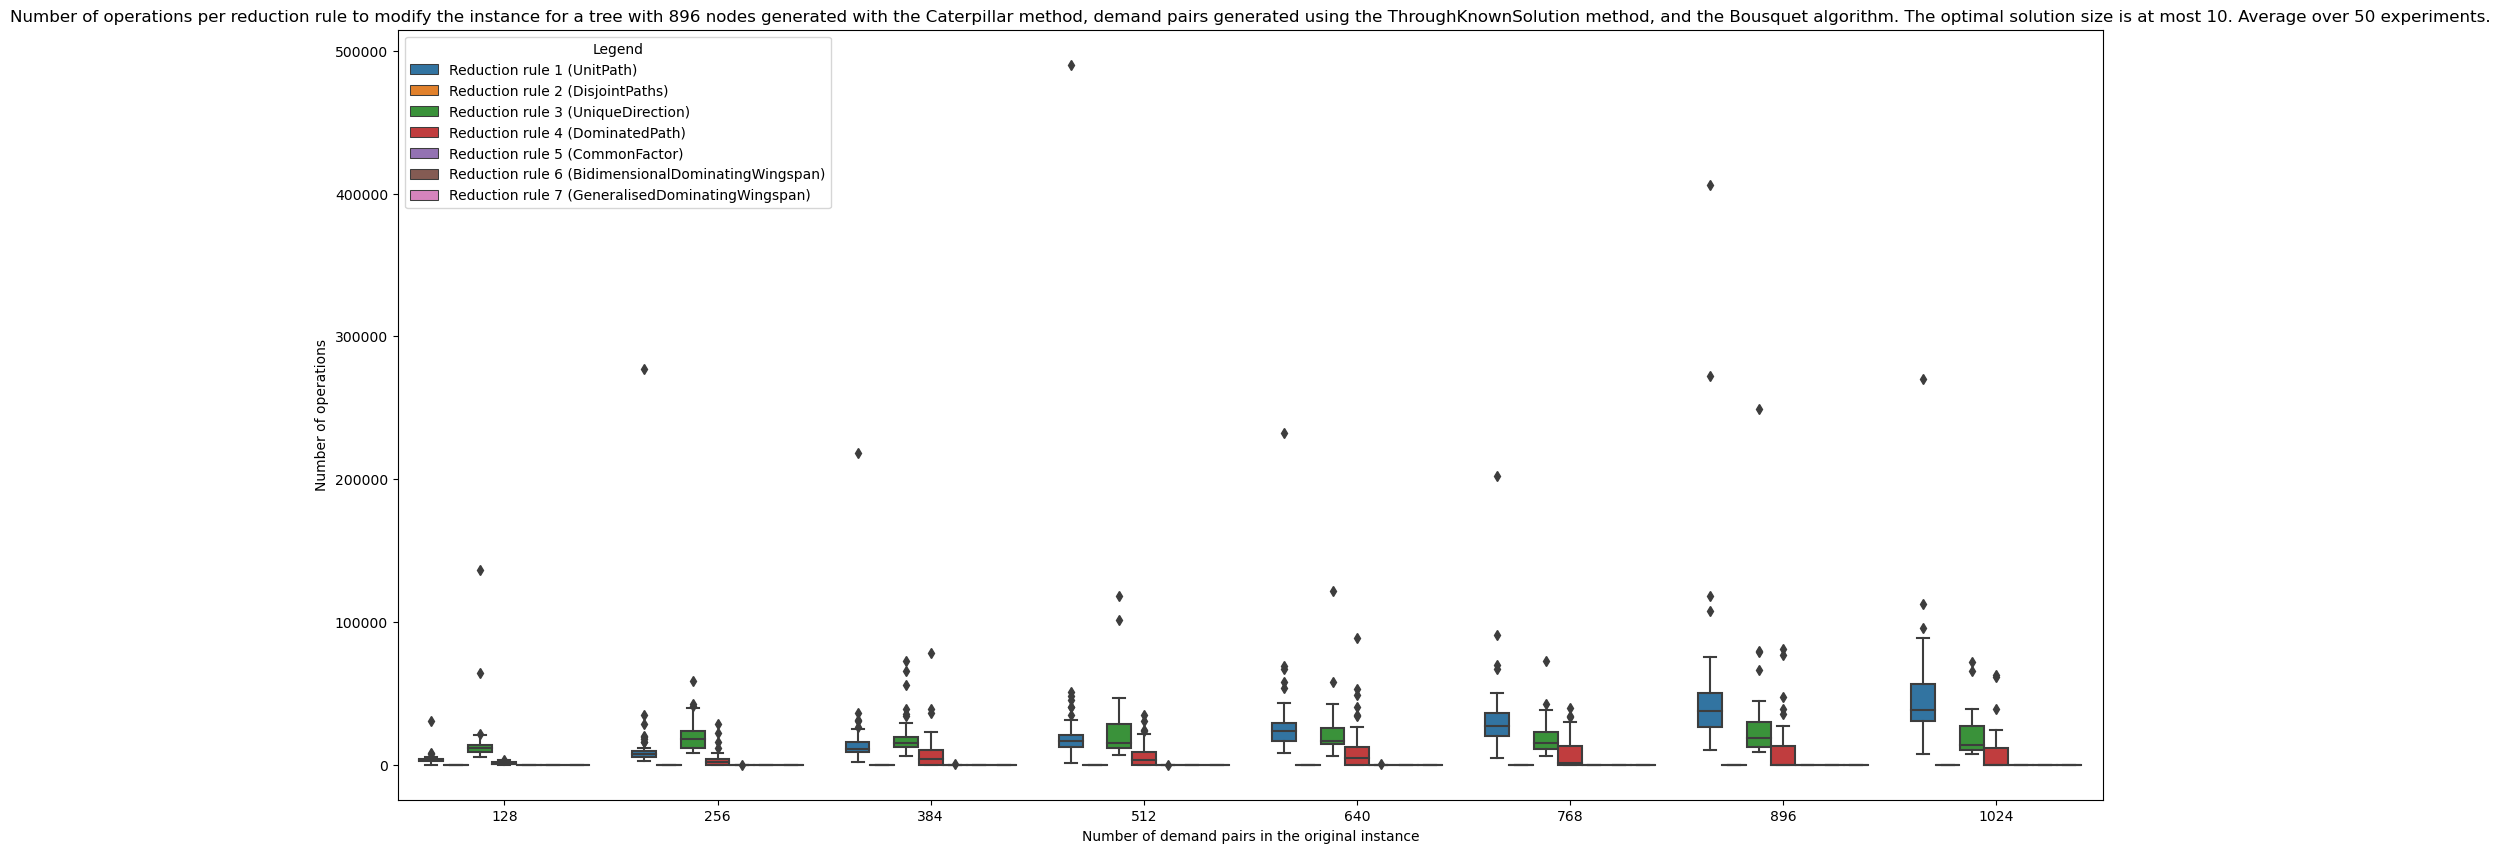 Number of operations per reduction rule to modify the instance for a tree with 896 nodes generated with the Caterpillar method, demand pairs generated using the ThroughKnownSolution method, and the Bousquet algorithm. The optimal solution size is at most 10. Average over 50 experiments.
Legend
Reduction rule 1 (UnitPath)
Reduction rule 2 (DisjointPaths)
Reduction rule 3 (UniqueDirection)
Reduction rule 4 (DominatedPath)
Reduction rule 5 (CommonFactor)
Reduction rule 6 (BidimensionalDominatingWingspan)
Reduction rule 7 (GeneralisedDominatingWingspan)
Number of operations
500000
400000
300000
200000
100000
0
128 256 384 512 640 768 896 1024
Number of demand pairs in the original instance